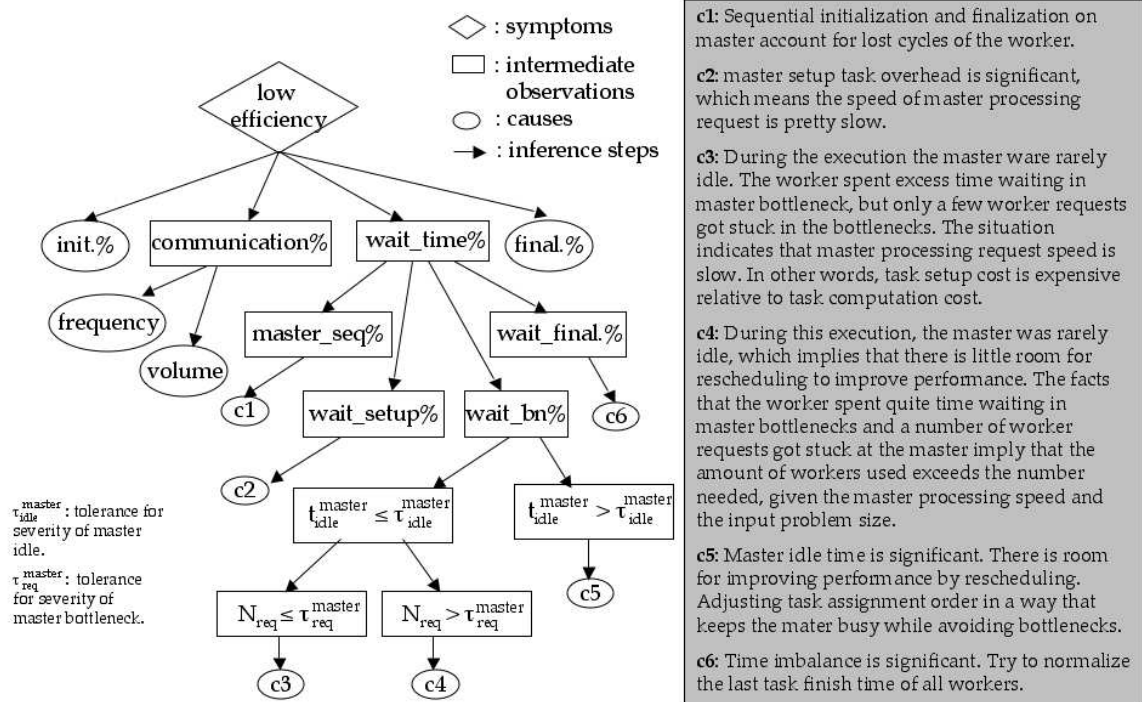 : symptoms
: intermediate
observations
: causes
: inference steps
low
efficiency
init.%
communication%
wait_time%
final.%
frequency
volume
master_seq%
wait_final.%
c1
wait_setup%
wait_bn%
c6
c2
t_idle^master ≤ τ_idle^master
t_idle^master > τ_idle^master
c5
N_req ≤ τ_req^master
N_req > τ_req^master
c3
c4
τ_idle^master : tolerance for
severity of master
idle.
τ_req^master : tolerance
for severity of
master bottleneck.
c1: Sequential initialization and finalization on
master account for lost cycles of the worker.
c2: master setup task overhead is significant,
which means the speed of master processing
request is pretty slow.
c3: During the execution the master ware rarely
idle. The worker spent excess time waiting in
master bottleneck, but only a few worker requests
got stuck in the bottlenecks. The situation
indicates that master processing request speed is
slow. In other words, task setup cost is expensive
relative to task computation cost.
c4: During this execution, the master was rarely
idle, which implies that there is little room for
rescheduling to improve performance. The facts
that the worker spent quite time waiting in
master bottlenecks and a number of worker
requests got stuck at the master imply that the
amount of workers used exceeds the number
needed, given the master processing speed and
the input problem size.
c5: Master idle time is significant. There is room
for improving performance by rescheduling.
Adjusting task assignment order in a way that
keeps the mater busy while avoiding bottlenecks.
c6: Time imbalance is significant. Try to normalize
the last task finish time of all workers.